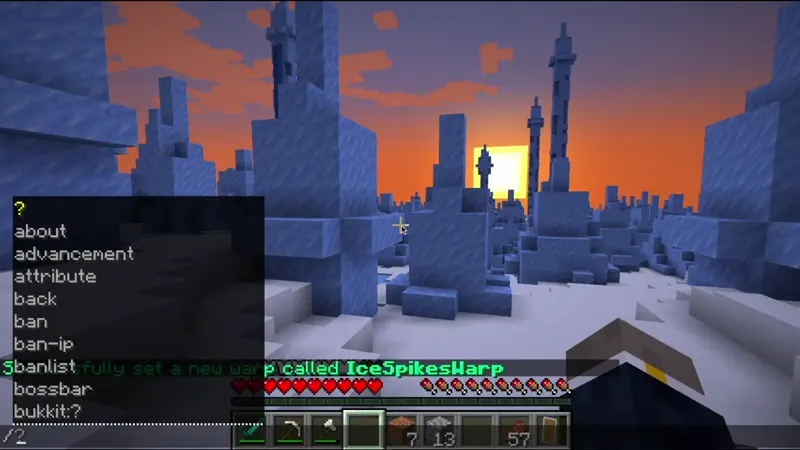 ?
about
advancement
attribute
back
ban
ban-ip
banlist
bossbar
bukkit:?
fully set a new warp called IceSpikesWarp
7
13
57
/?